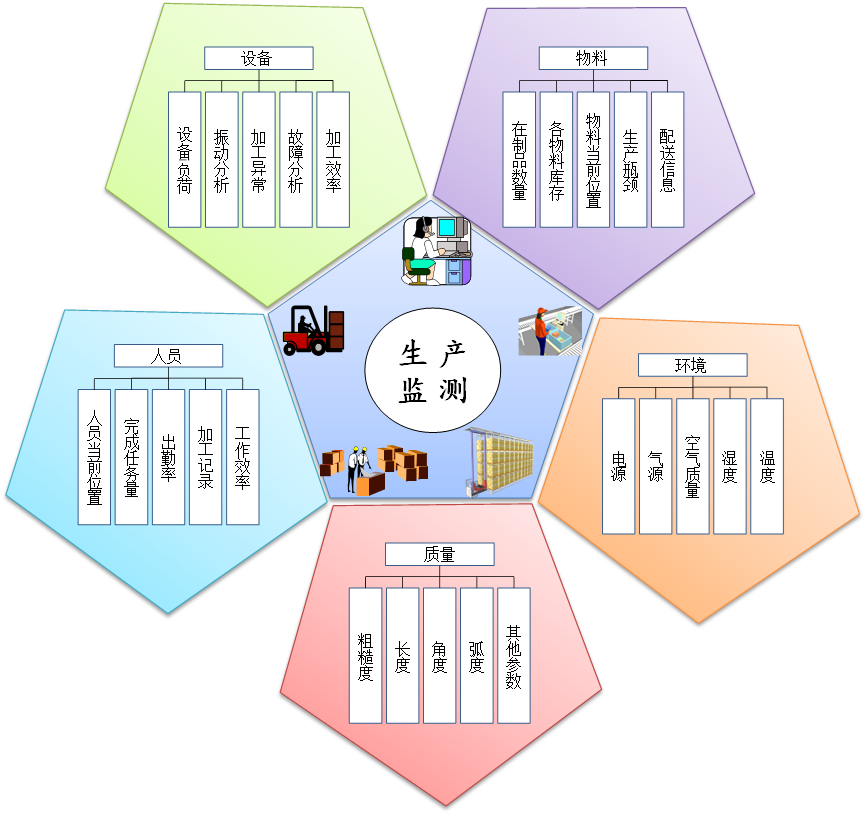 设备
设备负荷
振动分析
加工异常
故障分析
加工效率
物料
在制品数量
各物料库存
物料当前位置
生产瓶颈
配送信息
生产
监测
人员
人员当前位置
完成任务量
出勤率
加工记录
工作效率
环境
电源
气源
空气质量
湿度
温度
质量
粗糙度
长度
角度
弧度
其他参数